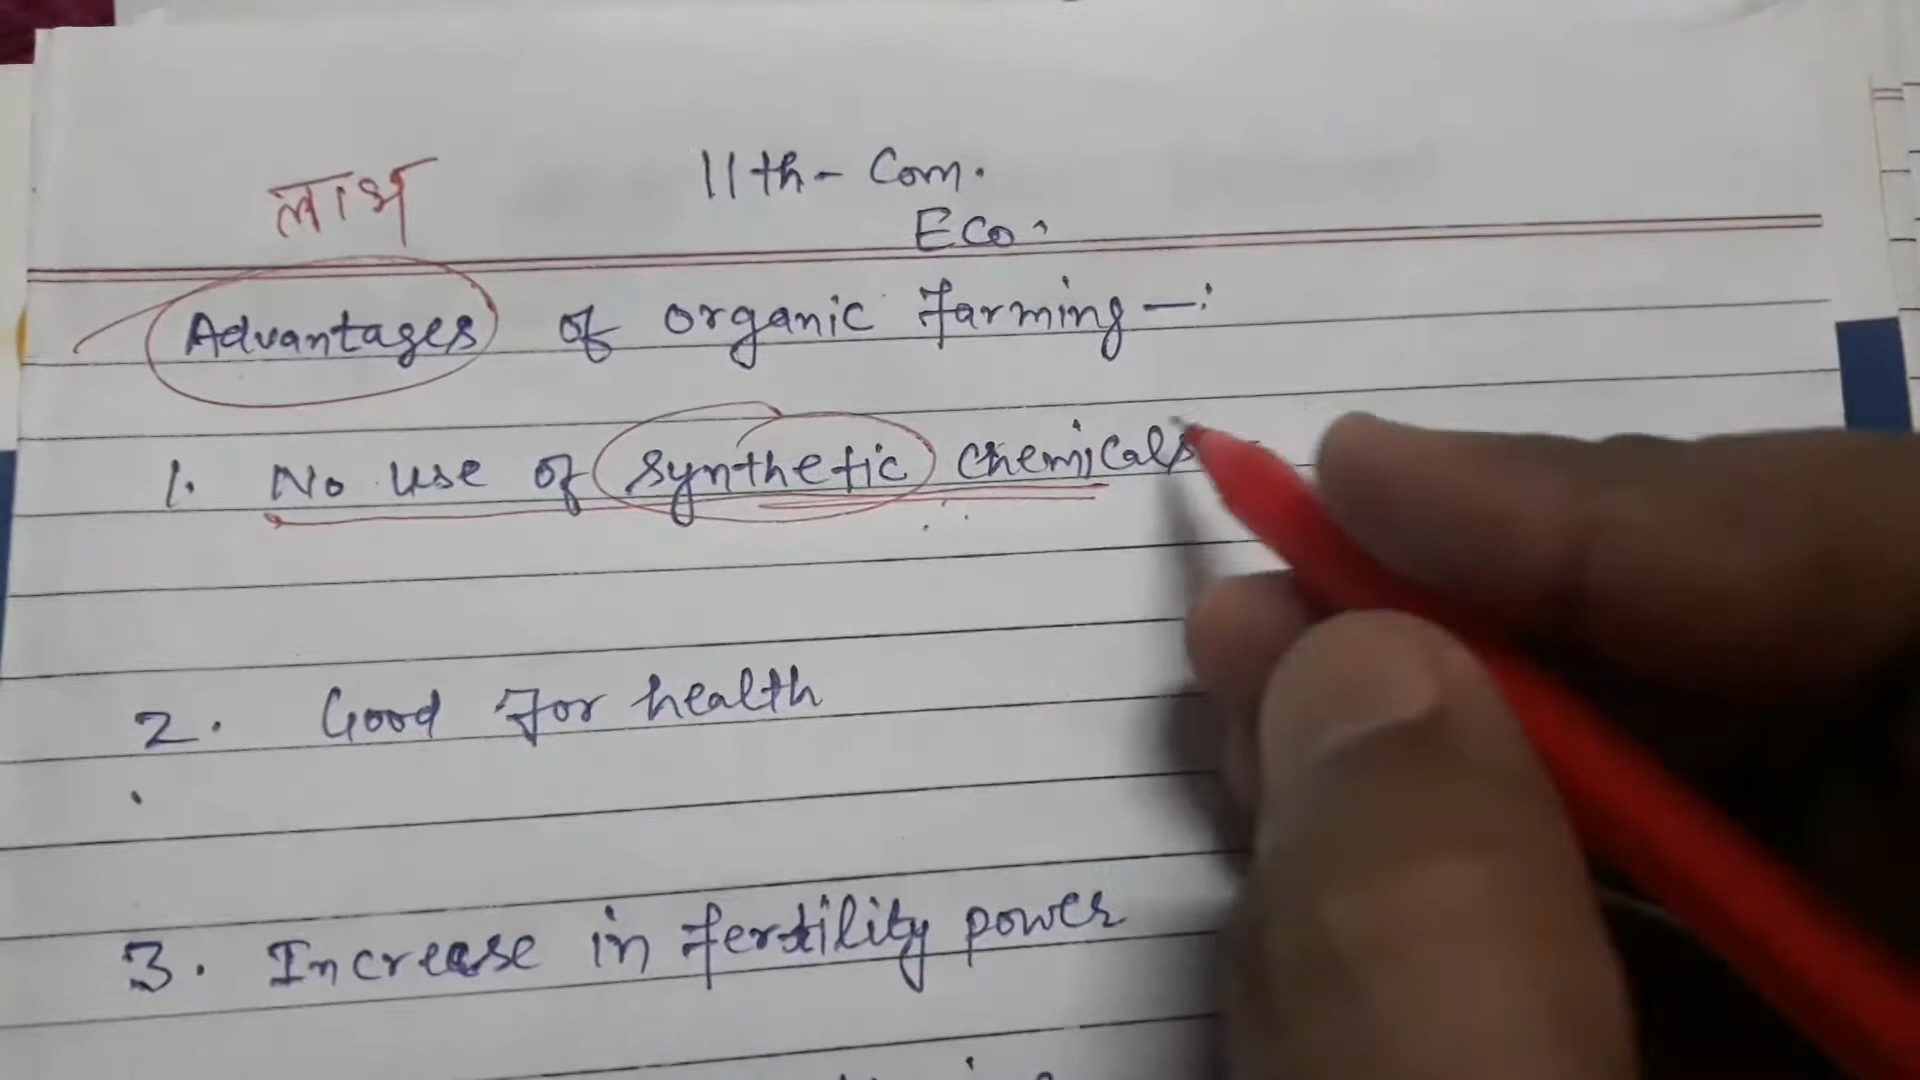 लाभ
11th - Com.
Eco.
Advantages of organic farming -:
1. No use of synthetic chemicals
2. Good for health
3. Increase in fertility power